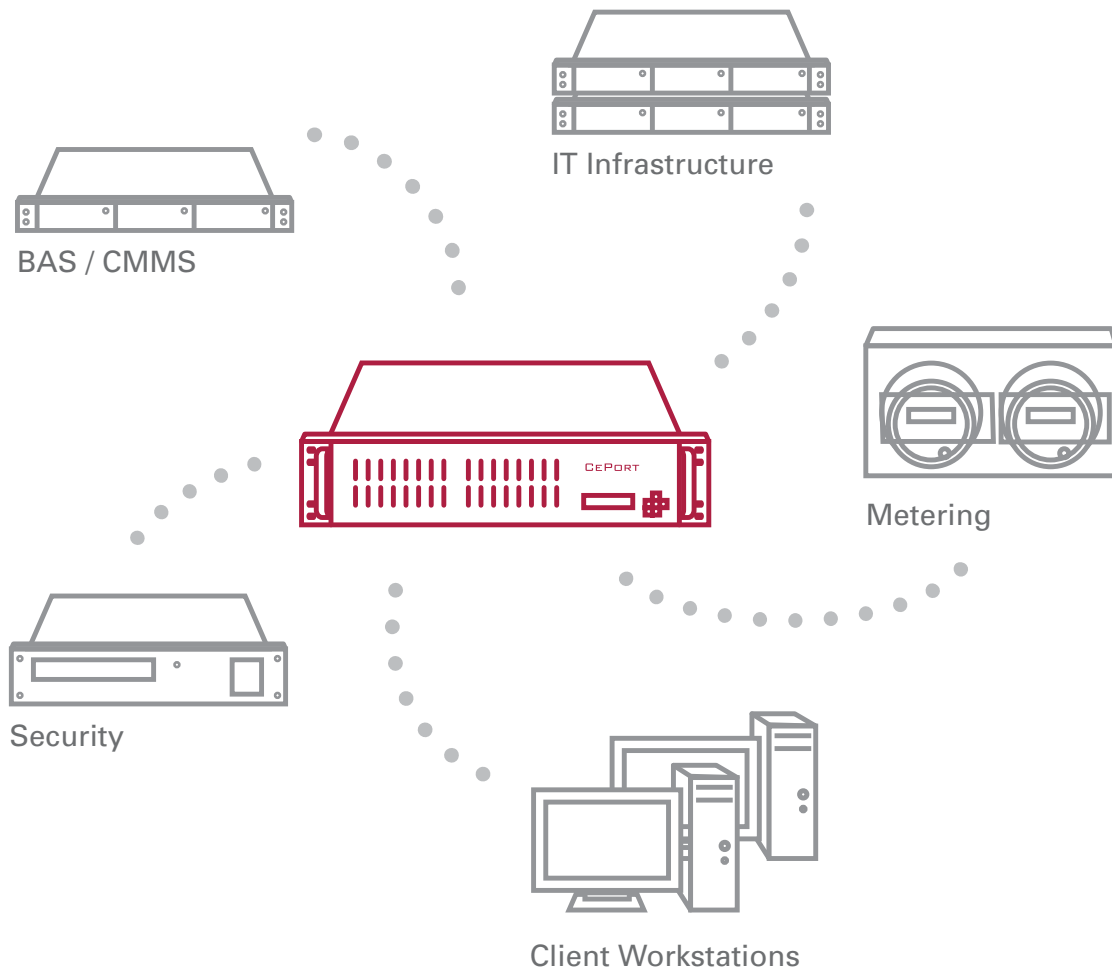 IT Infrastructure
BAS / CMMS
CEPORT
Metering
Security
Client Workstations